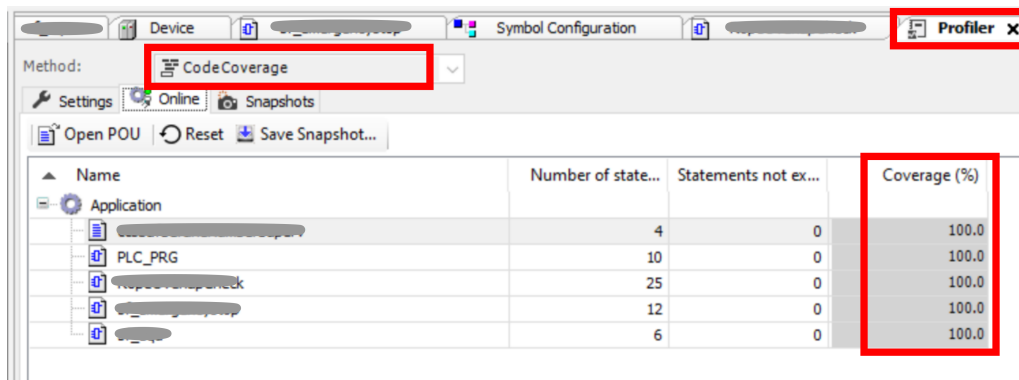 Device Symbol Configuration Profiler
Method: CodeCoverage
Settings Online Snapshots
Open POU Reset Save Snapshot...
Name Number of state... Statements not ex... Coverage (%)
Application
4 0 100.0
PLC_PRG 10 0 100.0
25 0 100.0
12 0 100.0
6 0 100.0